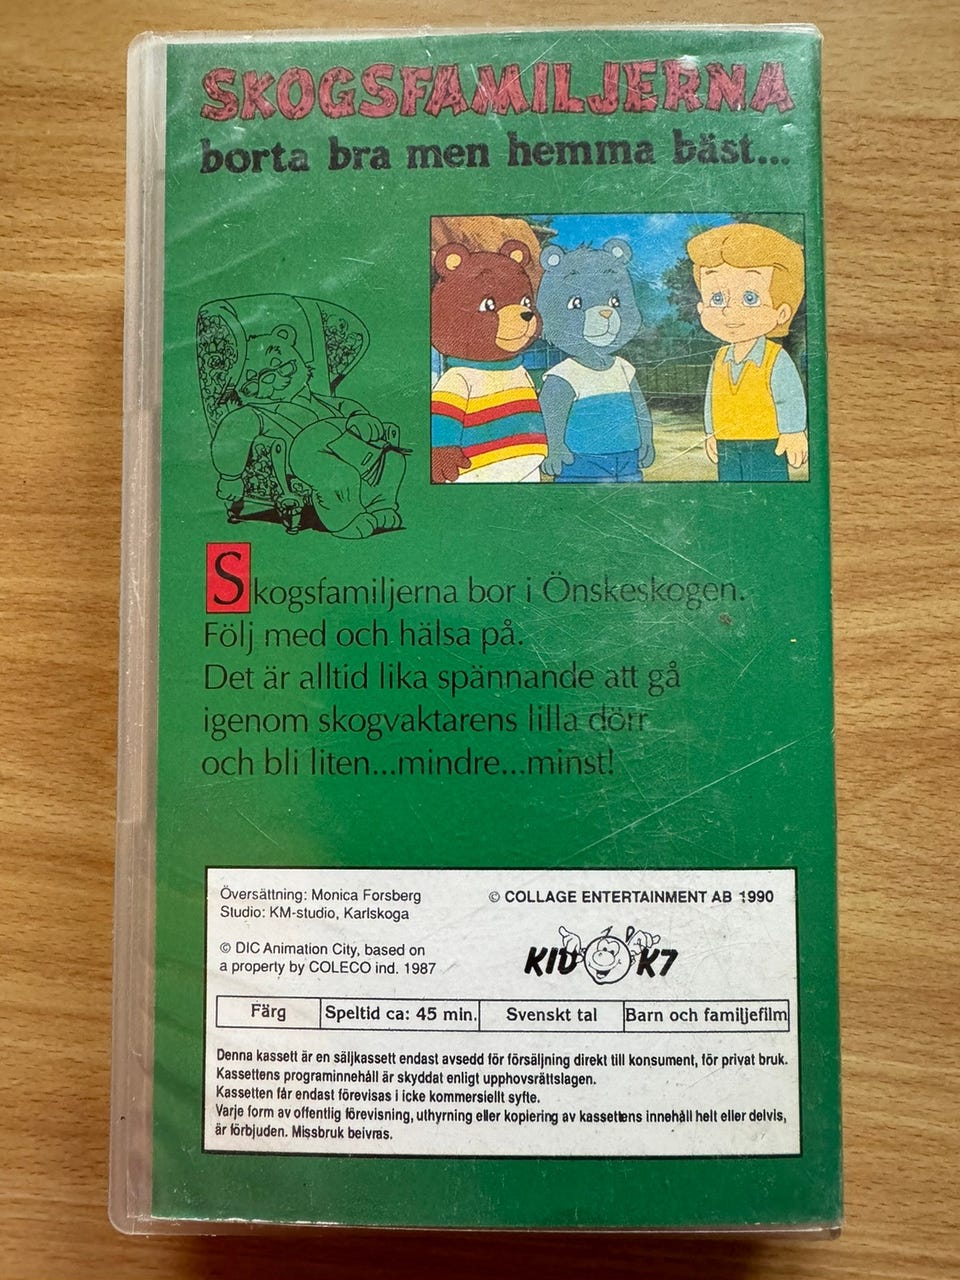 SKOGSFAMILJERNA
borta bra men hemma bäst...
Skogsfamiljerna bor i Önskeskogen.
Följ med och hälsa på.
Det är alltid lika spännande att gå
igenom skogvaktarens lilla dörr
och bli liten...mindre...minst!
Översättning: Monica Forsberg
Studio: KM-studio, Karlskoga
© DIC Animation City, based on
a property by COLECO ind. 1987
© COLLAGE ENTERTAINMENT AB 1990
KIDOK7
Färg
Speltid ca: 45 min.
Svenskt tal
Barn och familjefilm
Denna kassett är en säljkassett endast avsedd för försäljning direkt till konsument, för privat bruk.
Kassettens programinnehåll är skyddat enligt upphovsrättslagen.
Kassetten får endast förevisas i icke kommersiellt syfte.
Varje form av offentlig förevisning, uthyrning eller kopiering av kassettens innehåll helt eller delvis,
är förbjuden. Missbruk beivras.